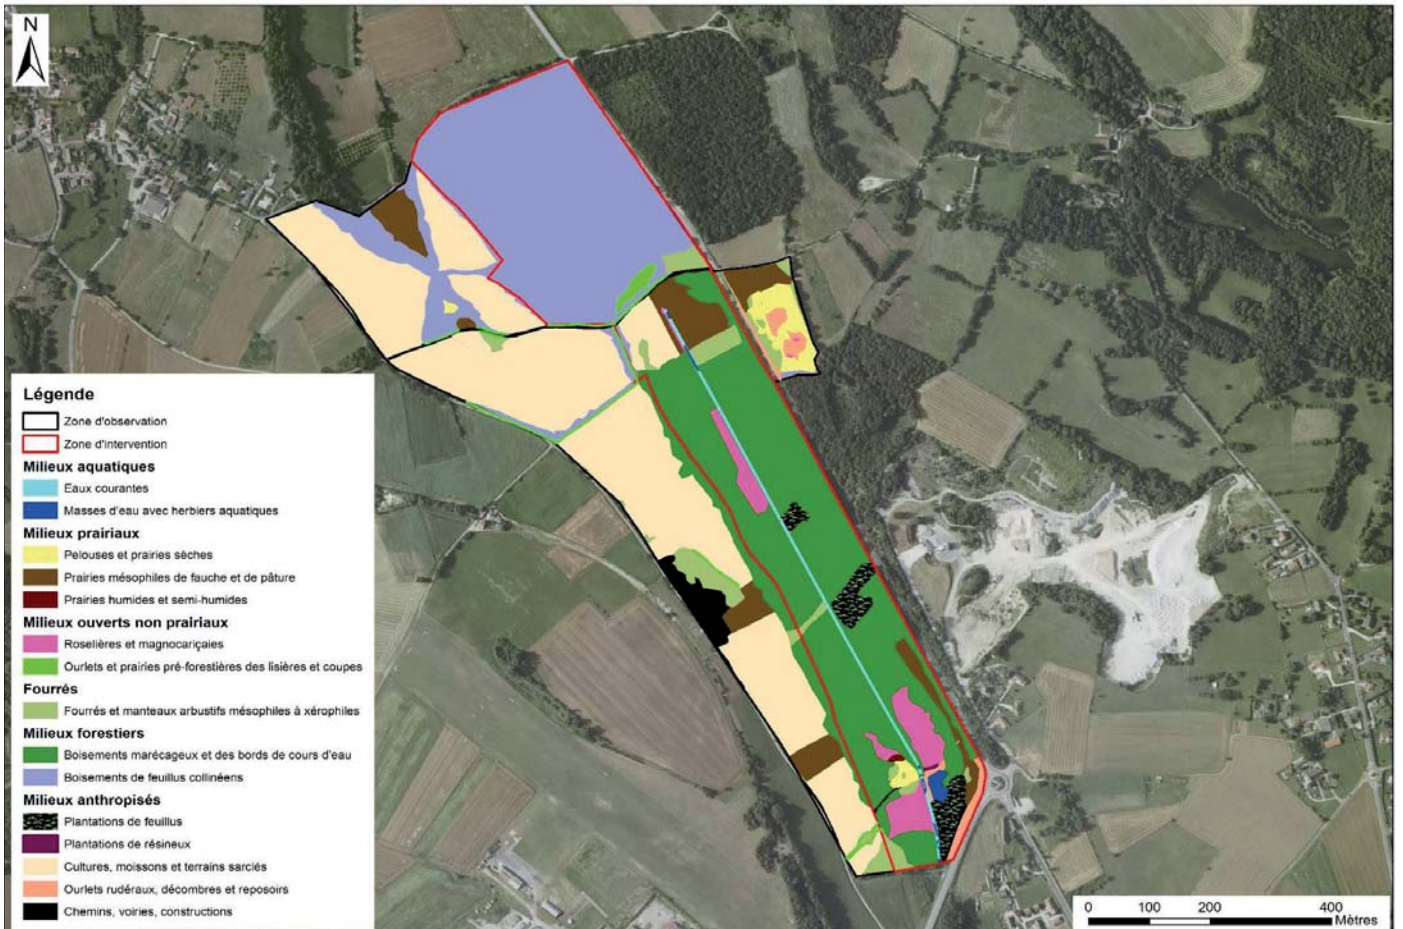 N
Légende
Zone d'observation
Zone d'intervention
Milieux aquatiques
Eaux courantes
Masses d'eau avec herbiers aquatiques
Milieux prairiaux
Pelouses et prairies sèches
Prairies mésophiles de fauche et de pâture
Prairies humides et semi-humides
Milieux ouverts non prairiaux
Roselières et magnocariçaies
Ourlets et prairies pré-forestières des lisières et coupes
Fourrés
Fourrés et manteaux arbustifs mésophiles à xérophiles
Milieux forestiers
Boisements marécageux et des bords de cours d'eau
Boisements de feuillus collinéens
Milieux anthropisés
Plantations de feuillus
Plantations de résineux
Cultures, moissons et terrains sarclés
Ourlets rudéraux, décombres et reposoirs
Chemins, voiries, constructions
0 100 200 400
Mètres